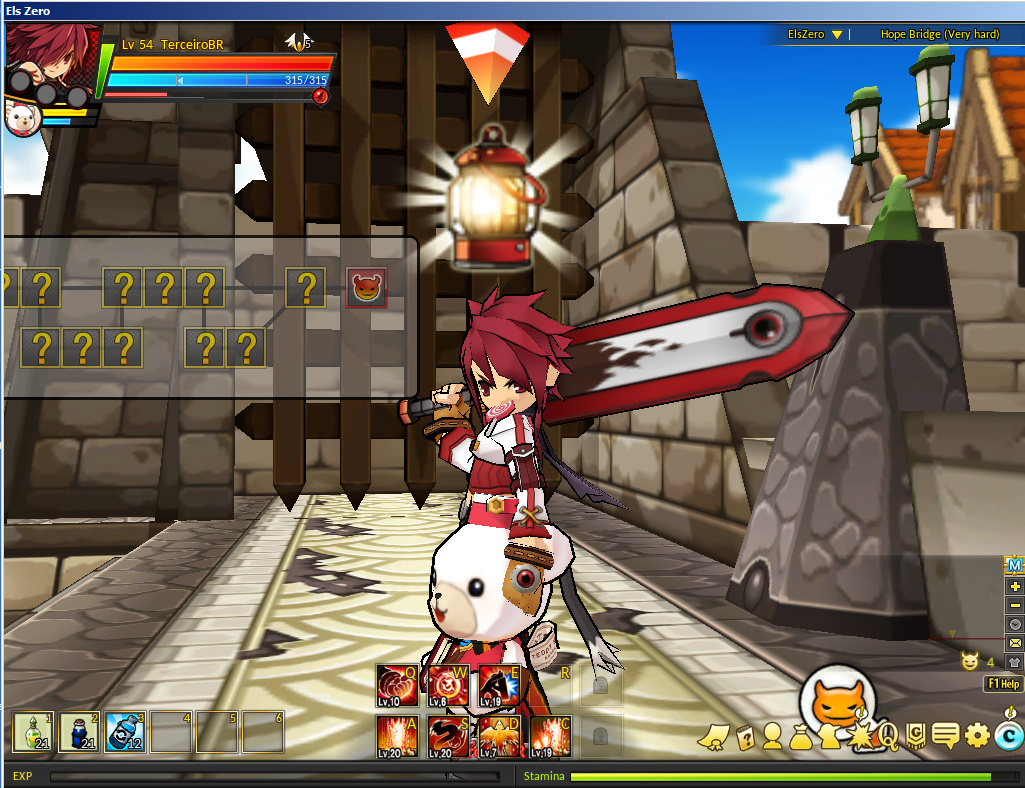 Els Zero
Lv 54 TerceiroBR
5
ElsZero
Hope Bridge (Very hard)
315/315
? ? ? ? ?
? ? ? ? ?
M
4
F1 Help
TEDDY
Q W E R
Lv,10 Lv,6 Lv,19
A S D C
Lv,20 Lv,20 Lv,7 Lv,19
1 2 3 4 5 6
21 21 12
C
EXP
Stamina